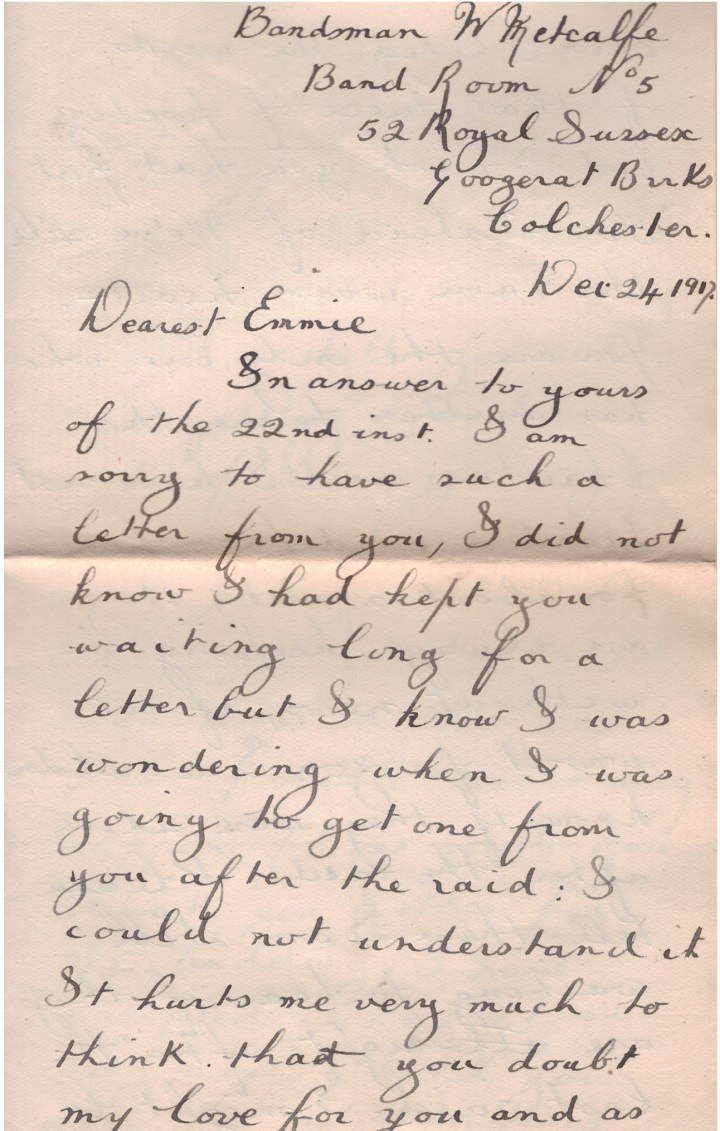 Bandsman W Metcalfe
Band Room No 5
52 Royal Sussex
Googerat Brrks
Colchester.
Dec 24 1917.
Dearest Emmie
In answer to yours
of the 22nd inst. I am
sorry to have such a
letter from you, I did not
know I had kept you
waiting long for a
letter but I know I was
wondering when I was
going to get one from
you after the raid: I
could not understand it
It hurts me very much to
think. that you doubt
my love for you and as